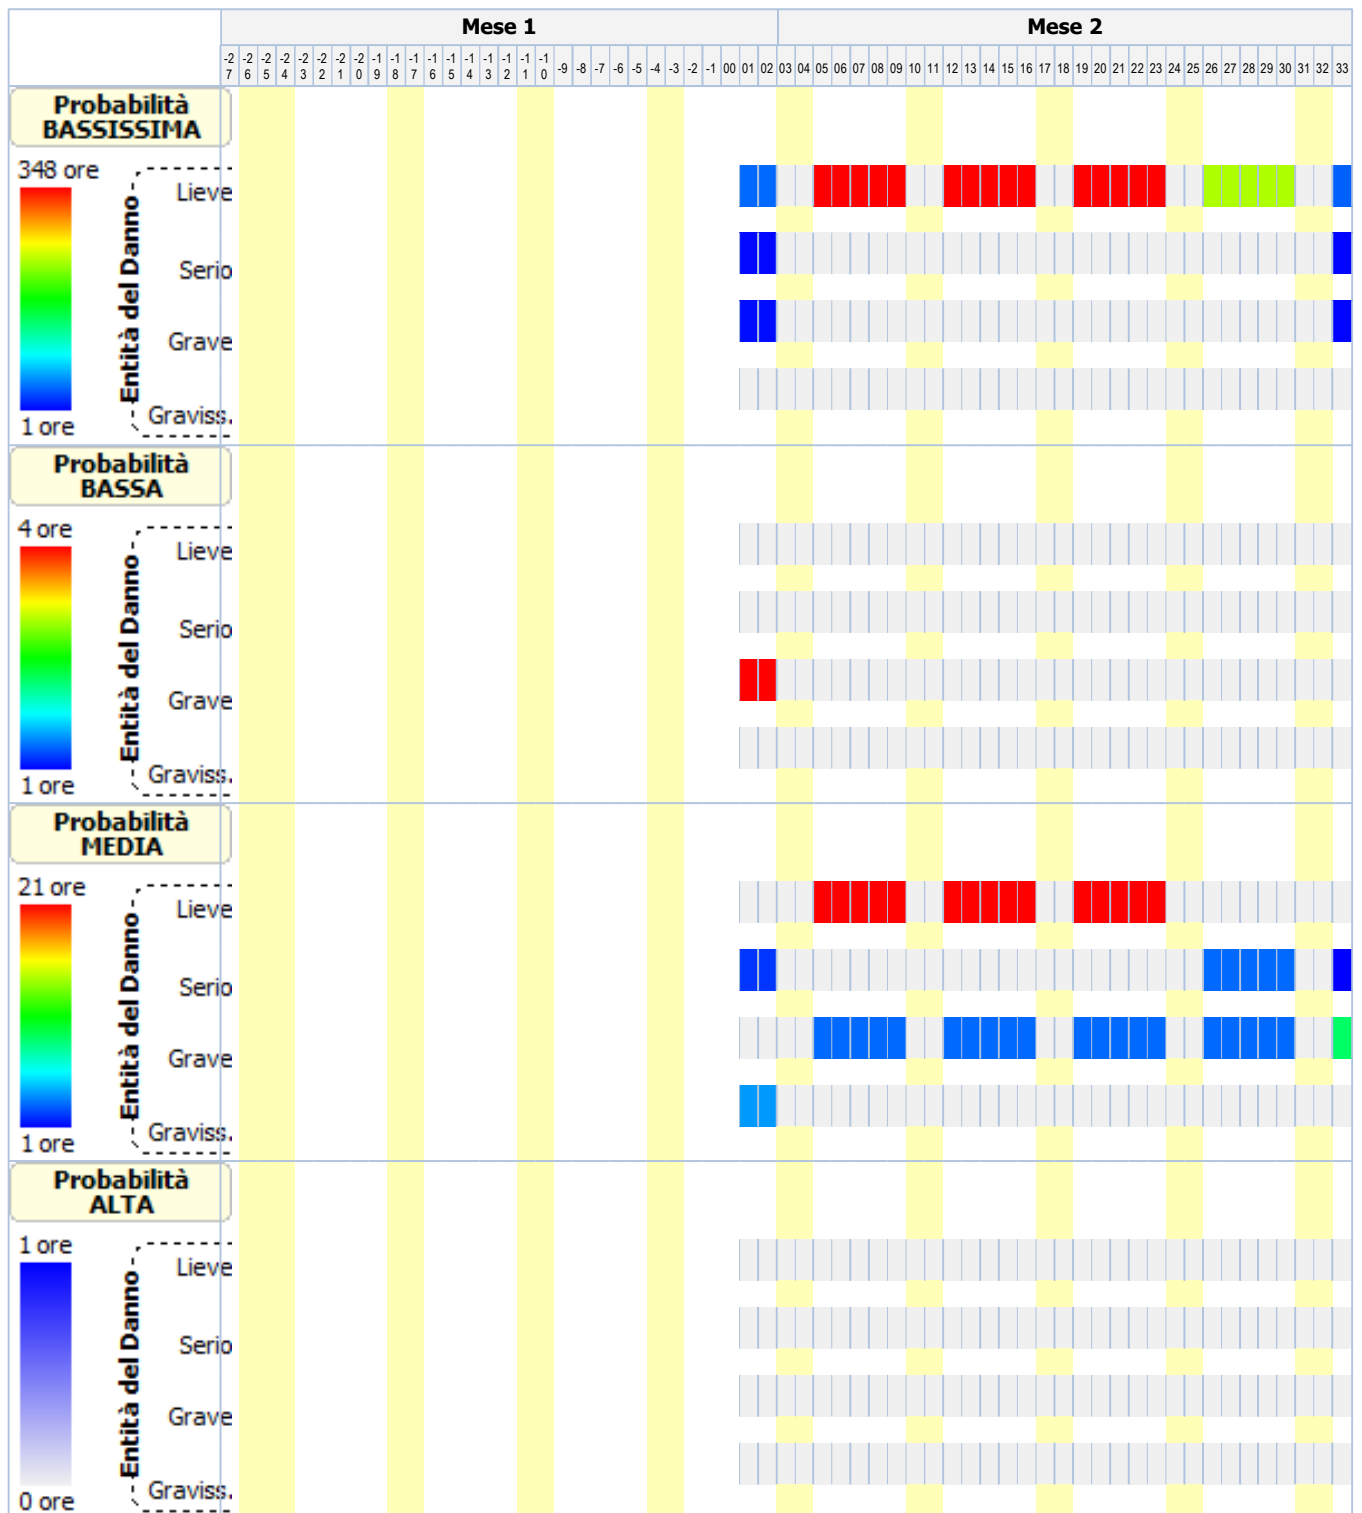 Mese 1 Mese 2
-27 -26 -25 -24 -23 -22 -21 -20 -19 -18 -17 -16 -15 -14 -13 -12 -11 -10 -9 -8 -7 -6 -5 -4 -3 -2 -1 00 01 02 03 04 05 06 07 08 09 10 11 12 13 14 15 16 17 18 19 20 21 22 23 24 25 26 27 28 29 30 31 32 33
Probabilità
BASSISSIMA
348 ore
1 ore
Entità del Danno
Lieve
Serio
Grave
Graviss.
Probabilità
BASSA
4 ore
1 ore
Entità del Danno
Lieve
Serio
Grave
Graviss.
Probabilità
MEDIA
21 ore
1 ore
Entità del Danno
Lieve
Serio
Grave
Graviss.
Probabilità
ALTA
1 ore
0 ore
Entità del Danno
Lieve
Serio
Grave
Graviss.